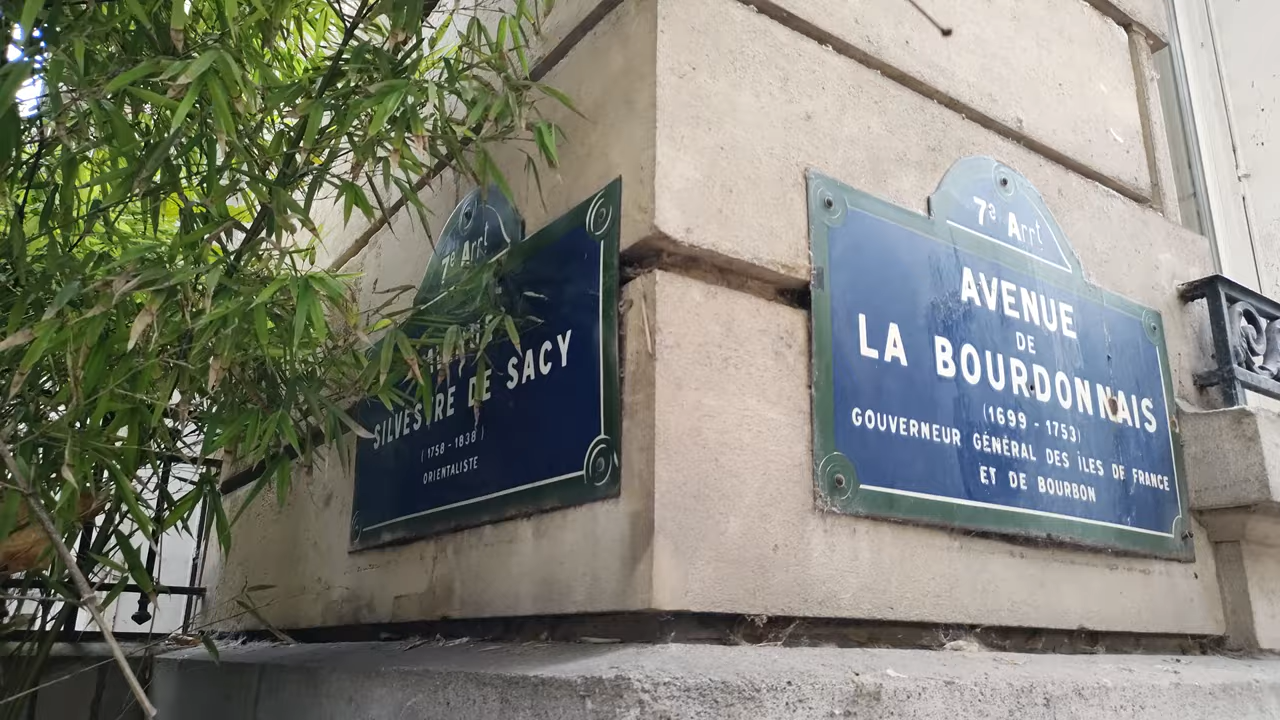 7e Arrt
SILVESTRE DE SACY
(1758 - 1838)
ORIENTALISTE
7e Arrt
AVENUE
DE
LA BOURDONNAIS
(1699 - 1753)
GOUVERNEUR GÉNÉRAL DES ÎLES DE FRANCE
ET DE BOURBON